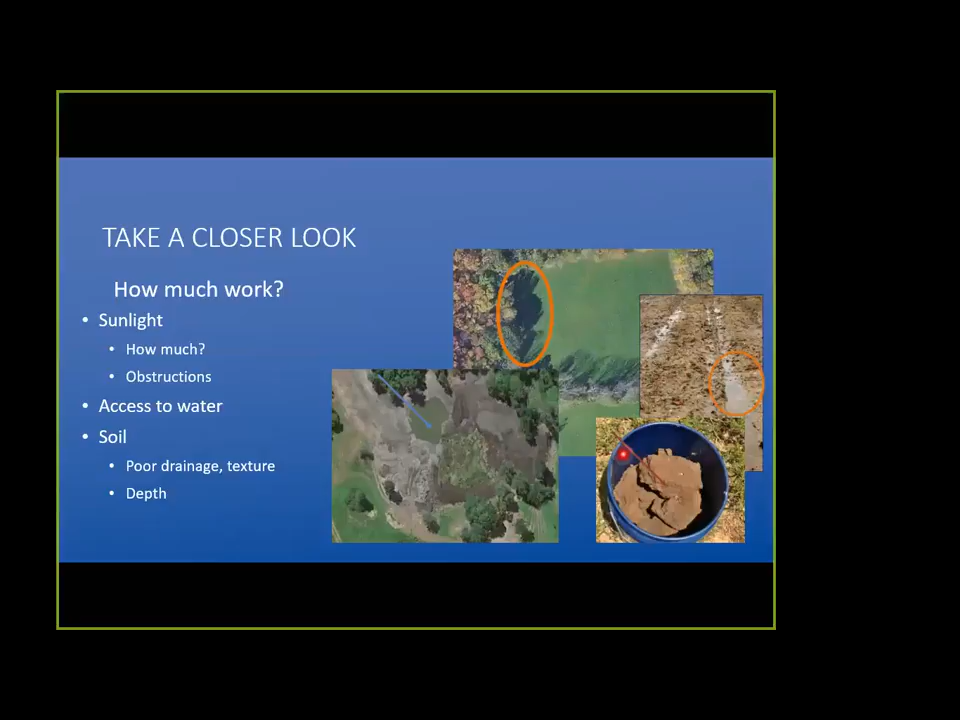 TAKE A CLOSER LOOK
How much work?
• Sunlight
• How much?
• Obstructions
• Access to water
• Soil
• Poor drainage, texture
• Depth